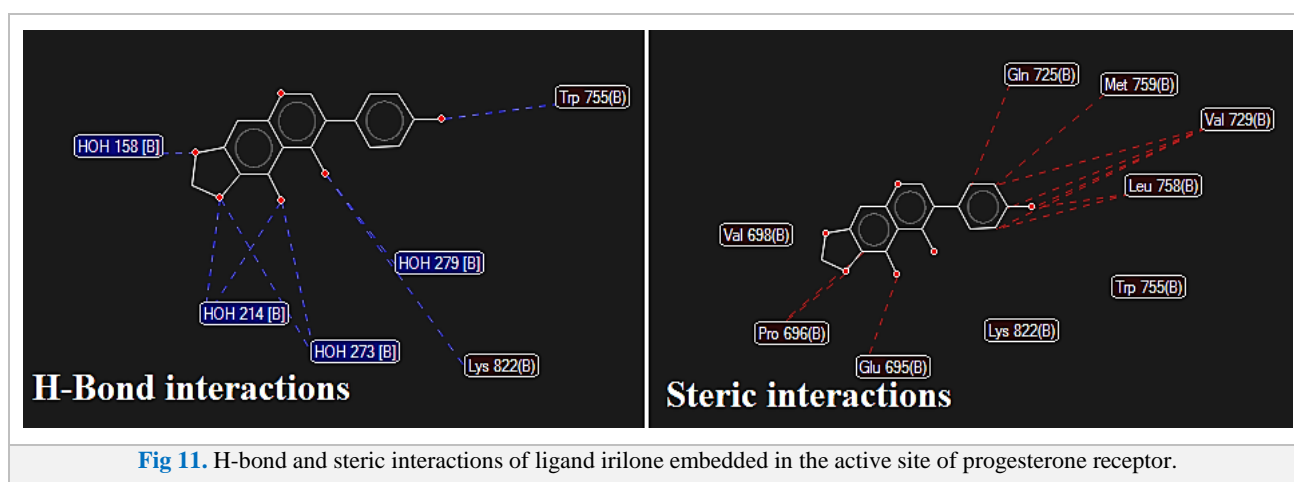 Trp 755(B)
HOH 158 [B]
HOH 279 [B]
HOH 214 [B]
HOH 273 [B]
Lys 822(B)
H-Bond interactions
Gln 725(B)
Met 759(B)
Val 729(B)
Leu 758(B)
Val 698(B)
Trp 755(B)
Pro 696(B)
Lys 822(B)
Glu 695(B)
Steric interactions
Fig 11. H-bond and steric interactions of ligand irilone embedded in the active site of progesterone receptor.